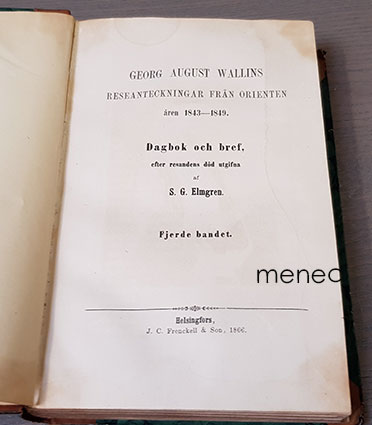 GEORG AUGUST WALLINS
RESEANTECKNINGAR FRÅN ORIENTEN
åren 1843—1849.
Dagbok och bref,
efter resandens död utgifna
af
S. G. Elmgren.
Fjerde bandet.
menec
Helsingfors,
J. C. Frenckell & Son, 1866.